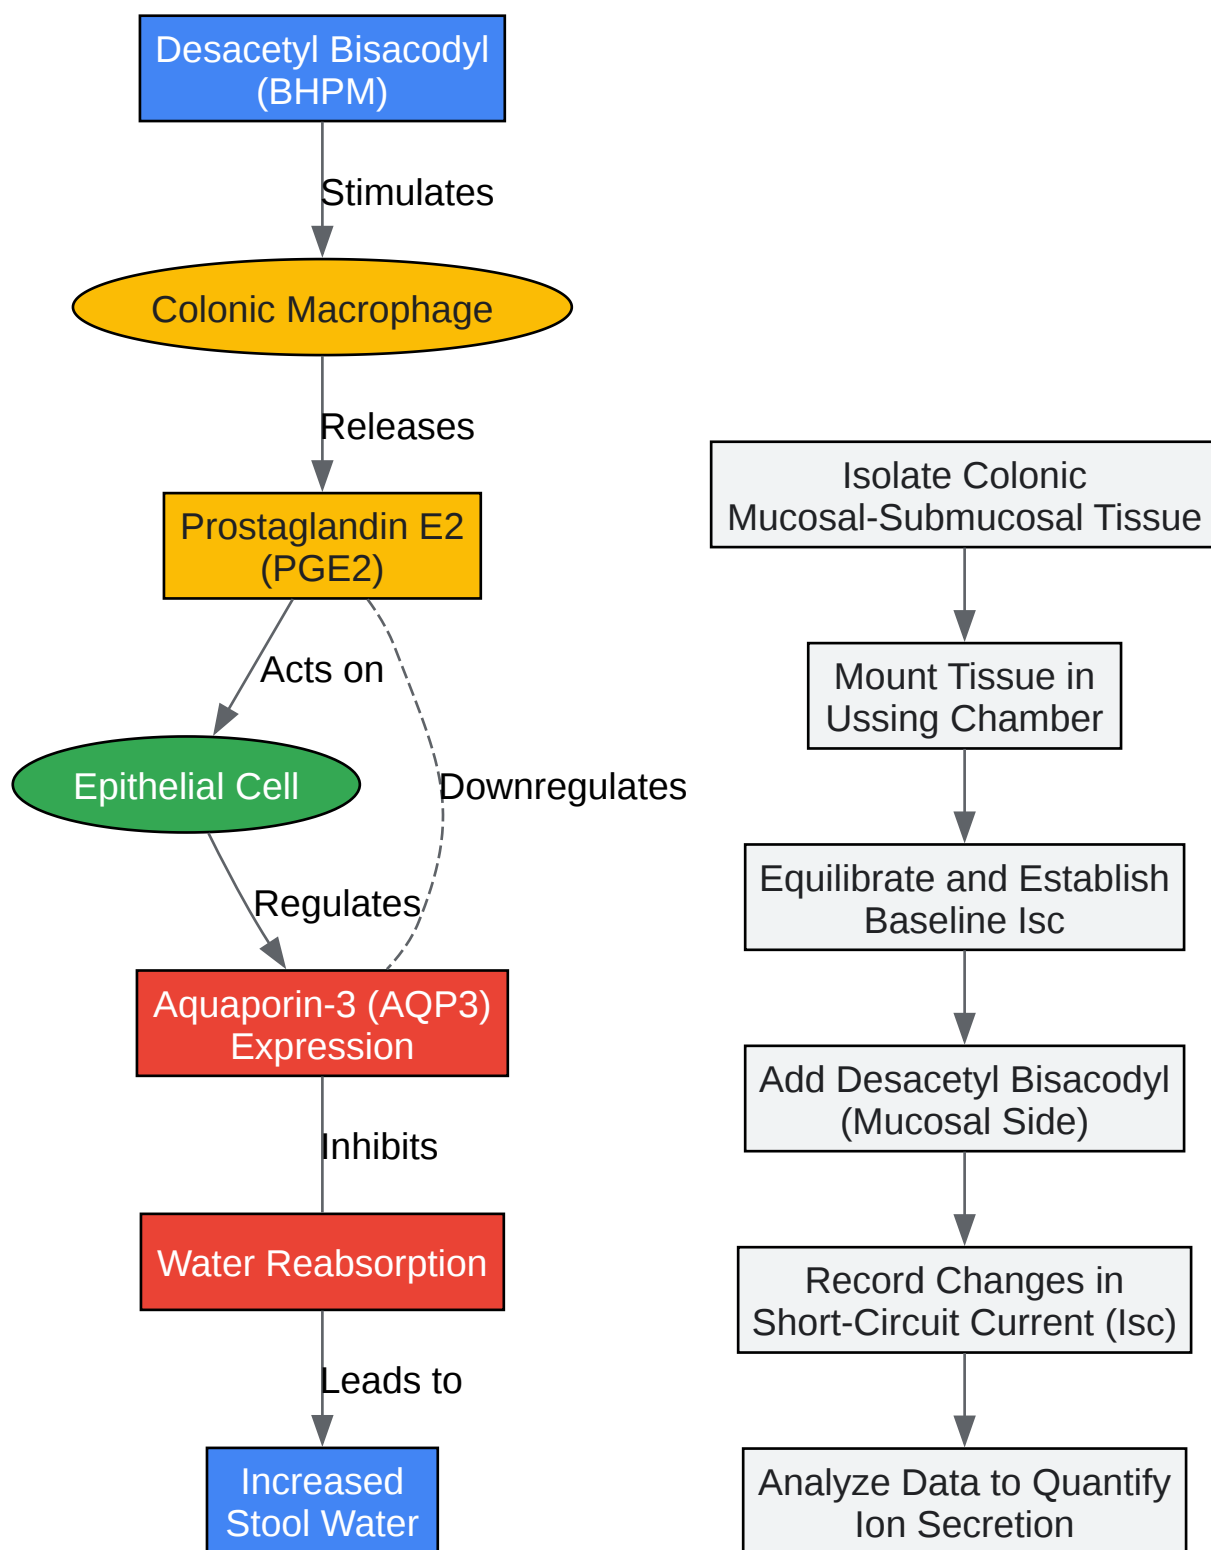 Desacetyl Bisacodyl
(BHPM)
Stimulates
Colonic Macrophage
Releases
Prostaglandin E2
(PGE2)
Acts on
Epithelial Cell
Downregulates
Regulates
Aquaporin-3 (AQP3)
Expression
Inhibits
Water Reabsorption
Leads to
Increased
Stool Water
Isolate Colonic
Mucosal-Submucosal Tissue
Mount Tissue in
Ussing Chamber
Equilibrate and Establish
Baseline Isc
Add Desacetyl Bisacodyl
(Mucosal Side)
Record Changes in
Short-Circuit Current (Isc)
Analyze Data to Quantify
Ion Secretion